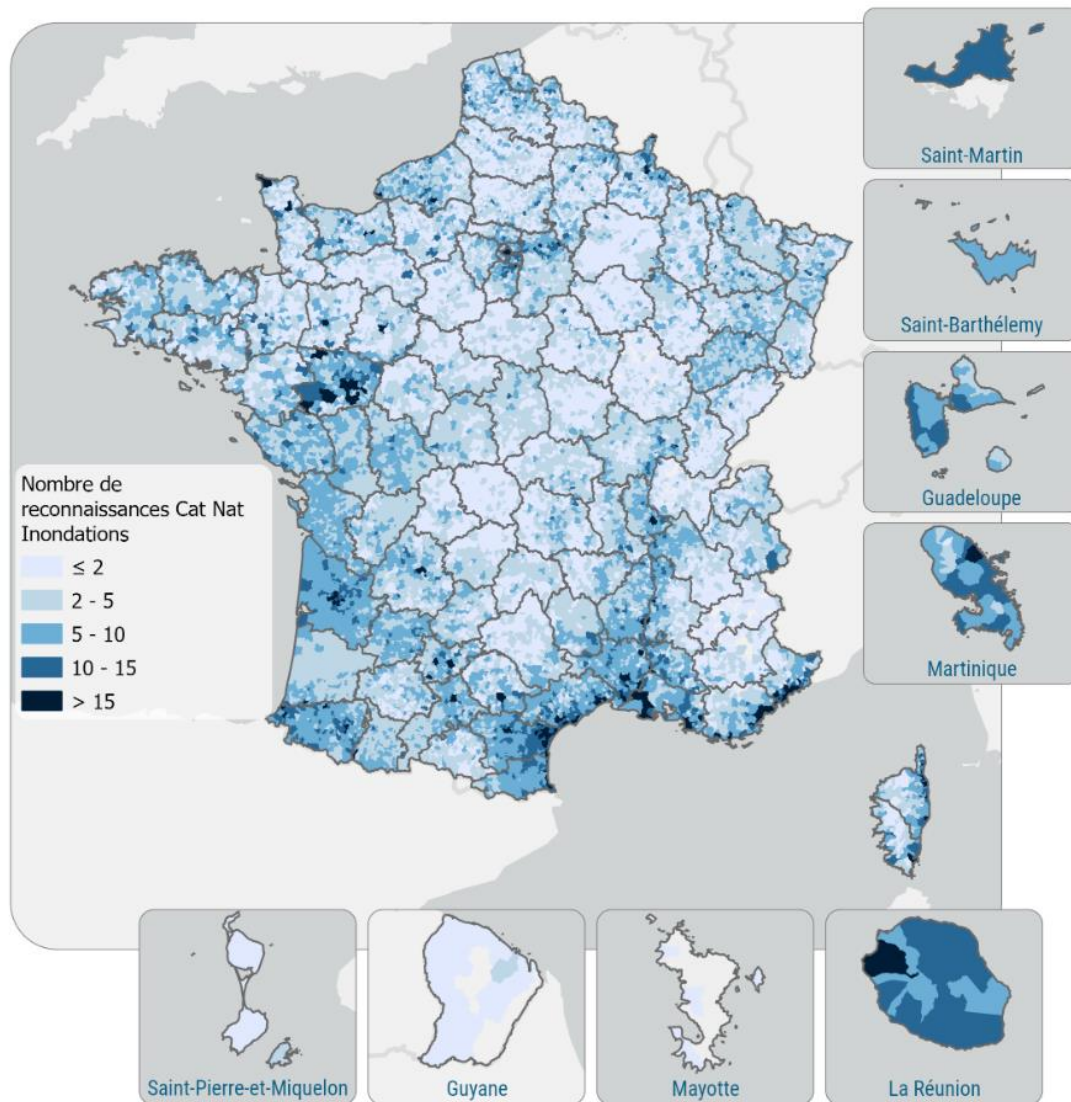 Saint-Martin
Saint-Barthélemy
Guadeloupe
Martinique
Nombre de
reconnaissances Cat Nat
Inondations
≤ 2
2 - 5
5 - 10
10 - 15
> 15
Saint-Pierre-et-Miquelon
Guyane
Mayotte
La Réunion